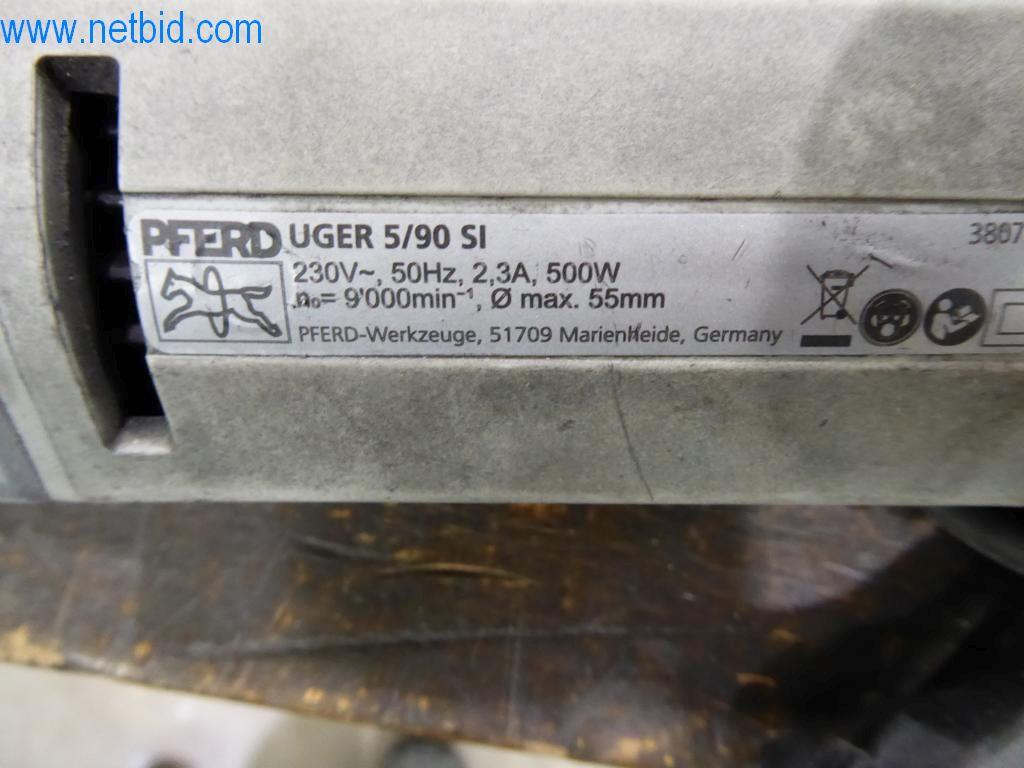 www.netbid.com
PFERD UGER 5/90 SI
230V~, 50Hz, 2,3A, 500W
n₀= 9'000min⁻¹, Ø max. 55mm
PFERD-Werkzeuge, 51709 Marienheide, Germany